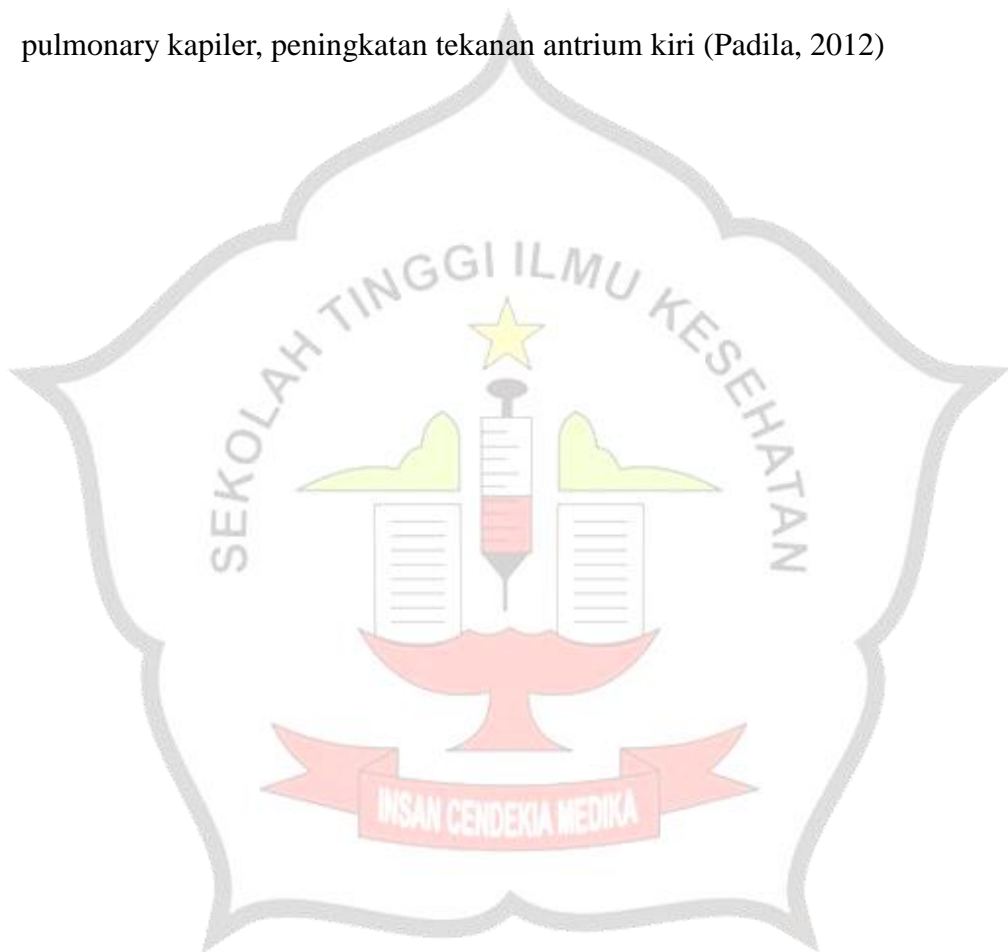 pulmonary kapiler, peningkatan tekanan antrium kiri (Padila, 2012)
SEKOLAH TINGGI ILMU KESEHATAN
INSAN CENDEKIA MEDIKA